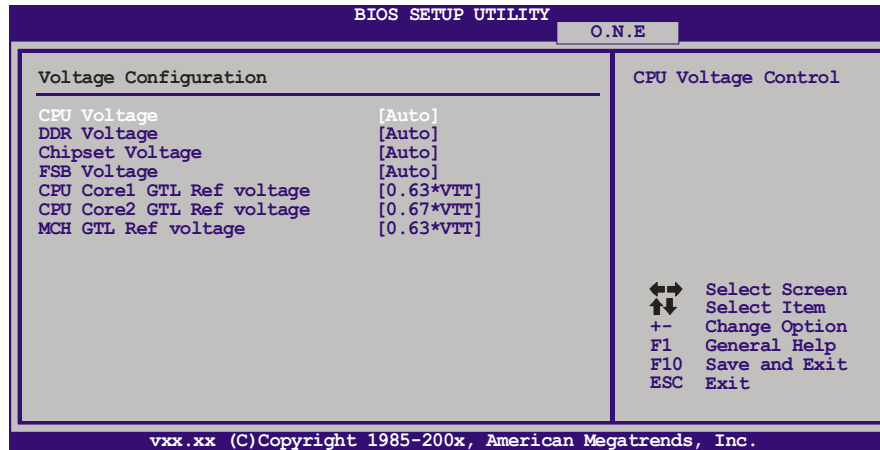 BIOS SETUP UTILITY
O.N.E
Voltage Configuration
CPU Voltage [Auto]
DDR Voltage [Auto]
Chipset Voltage [Auto]
FSB Voltage [Auto]
CPU Core1 GTL Ref voltage [0.63*VTT]
CPU Core2 GTL Ref voltage [0.67*VTT]
MCH GTL Ref voltage [0.63*VTT]
CPU Voltage Control
Select Screen
Select Item
+- Change Option
F1 General Help
F10 Save and Exit
ESC Exit
vxx.xx (C)Copyright 1985-200x, American Megatrends, Inc.